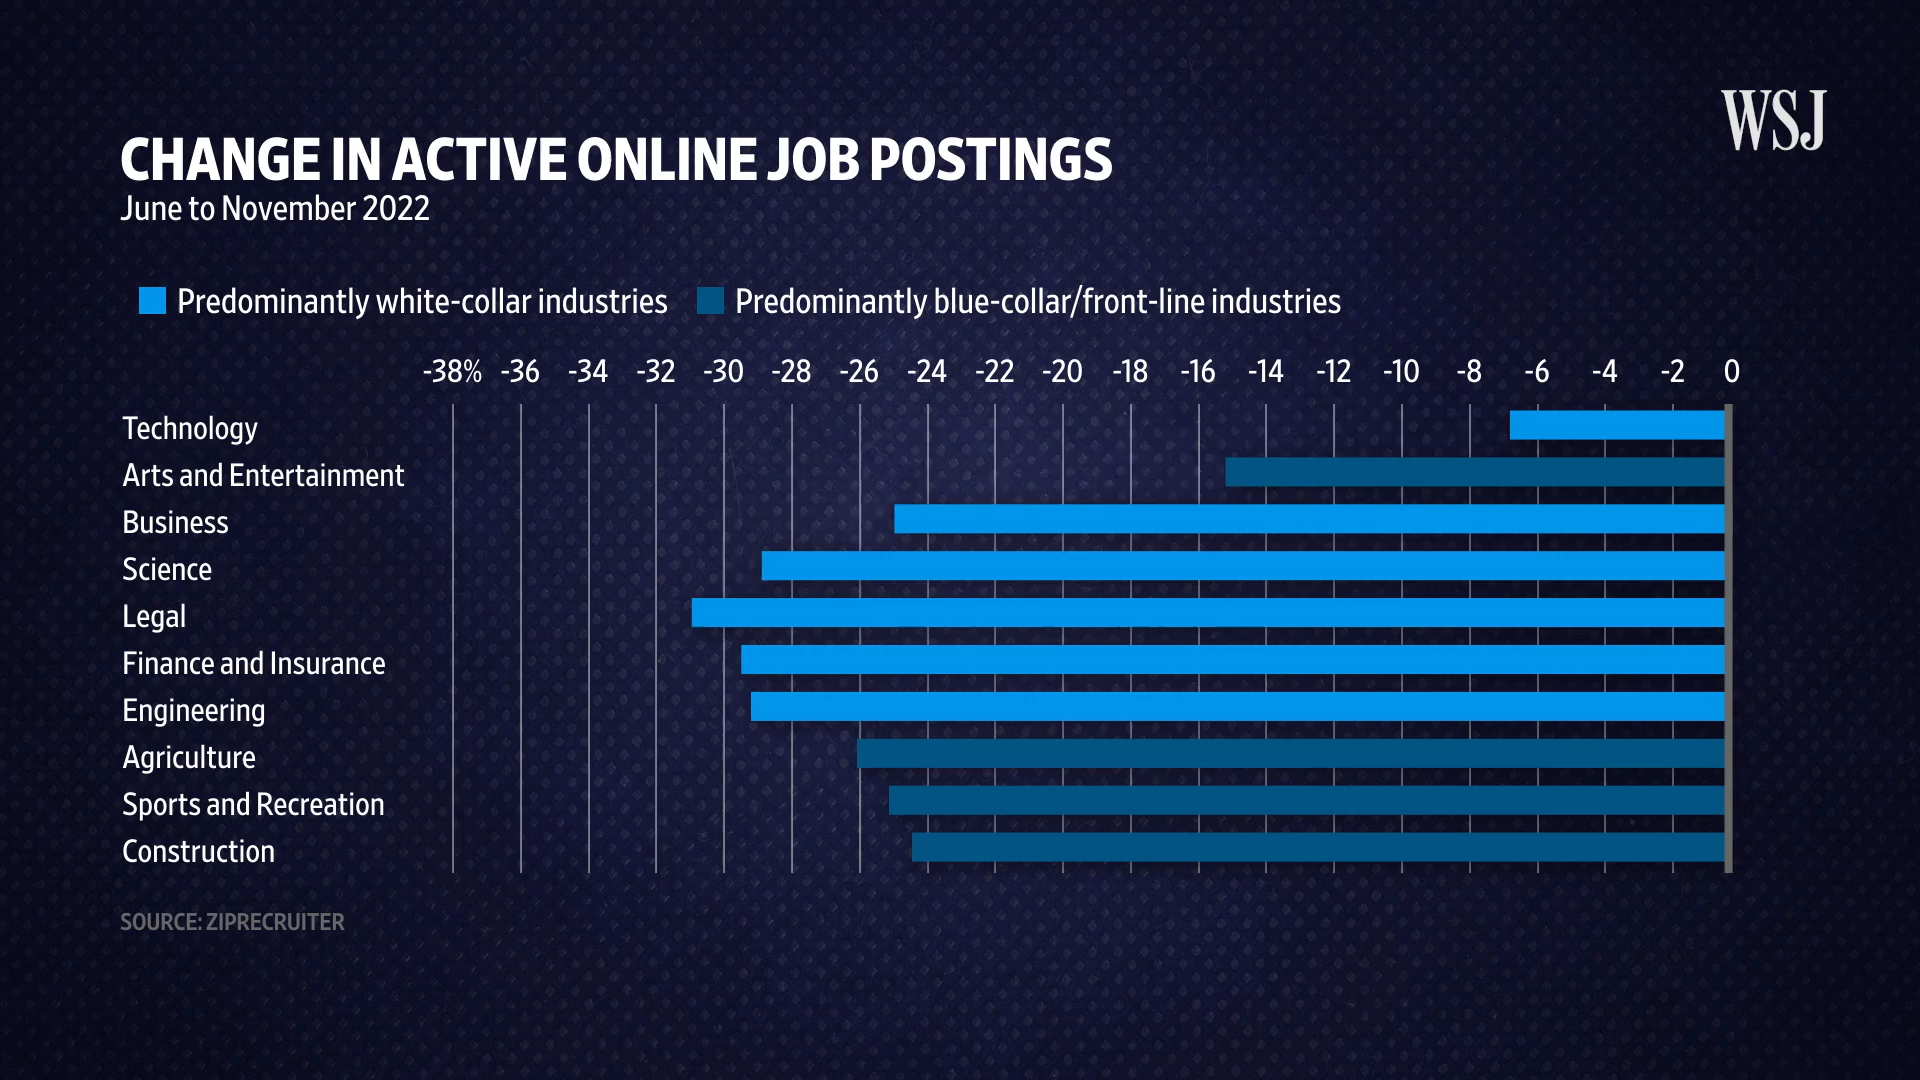 WSJ
CHANGE IN ACTIVE ONLINE JOB POSTINGS
June to November 2022
Predominantly white-collar industries Predominantly blue-collar/front-line industries
-38% -36 -34 -32 -30 -28 -26 -24 -22 -20 -18 -16 -14 -12 -10 -8 -6 -4 -2 0
Technology
Arts and Entertainment
Business
Science
Legal
Finance and Insurance
Engineering
Agriculture
Sports and Recreation
Construction
SOURCE: ZIPRECRUITER